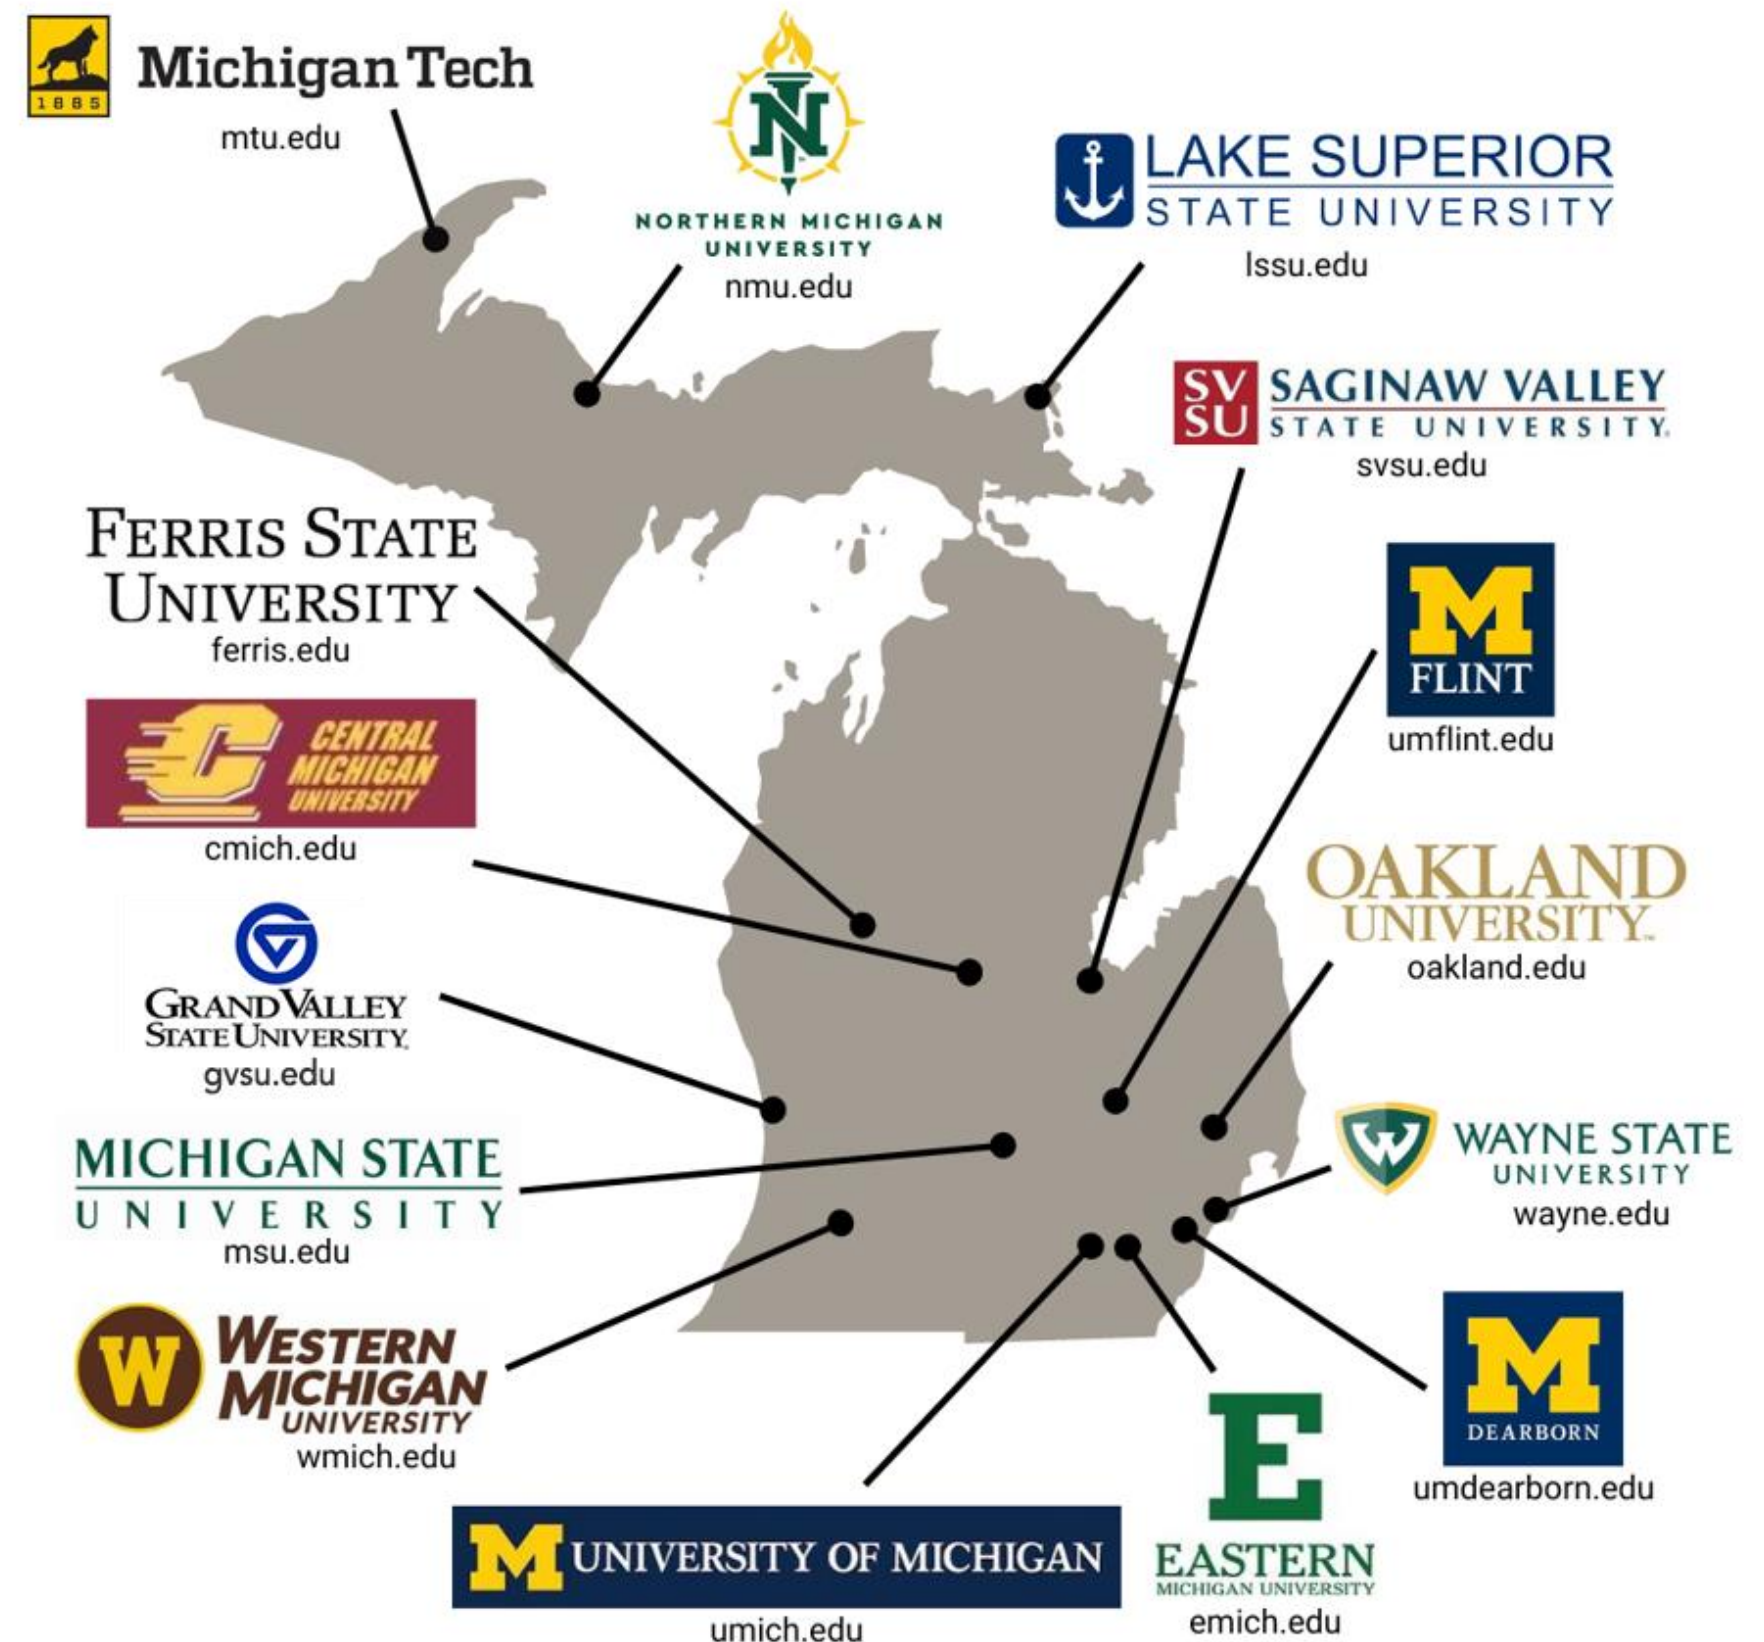 Michigan Tech
1885
mtu.edu
N
NORTHERN MICHIGAN
UNIVERSITY
nmu.edu
LAKE SUPERIOR
STATE UNIVERSITY
lssu.edu
SV
SU
SAGINAW VALLEY
STATE UNIVERSITY.
svsu.edu
FERRIS STATE
UNIVERSITY
ferris.edu
M
FLINT
umflint.edu
C
CENTRAL
MICHIGAN
UNIVERSITY
cmich.edu
OAKLAND
UNIVERSITY™
oakland.edu
GRAND VALLEY
STATE UNIVERSITY.
gvsu.edu
MICHIGAN STATE
UNIVERSITY
msu.edu
W
WAYNE STATE
UNIVERSITY
wayne.edu
W
WESTERN
MICHIGAN
UNIVERSITY
wmich.edu
M
DEARBORN
umdearborn.edu
M UNIVERSITY OF MICHIGAN
umich.edu
E
EASTERN
MICHIGAN UNIVERSITY
emich.edu